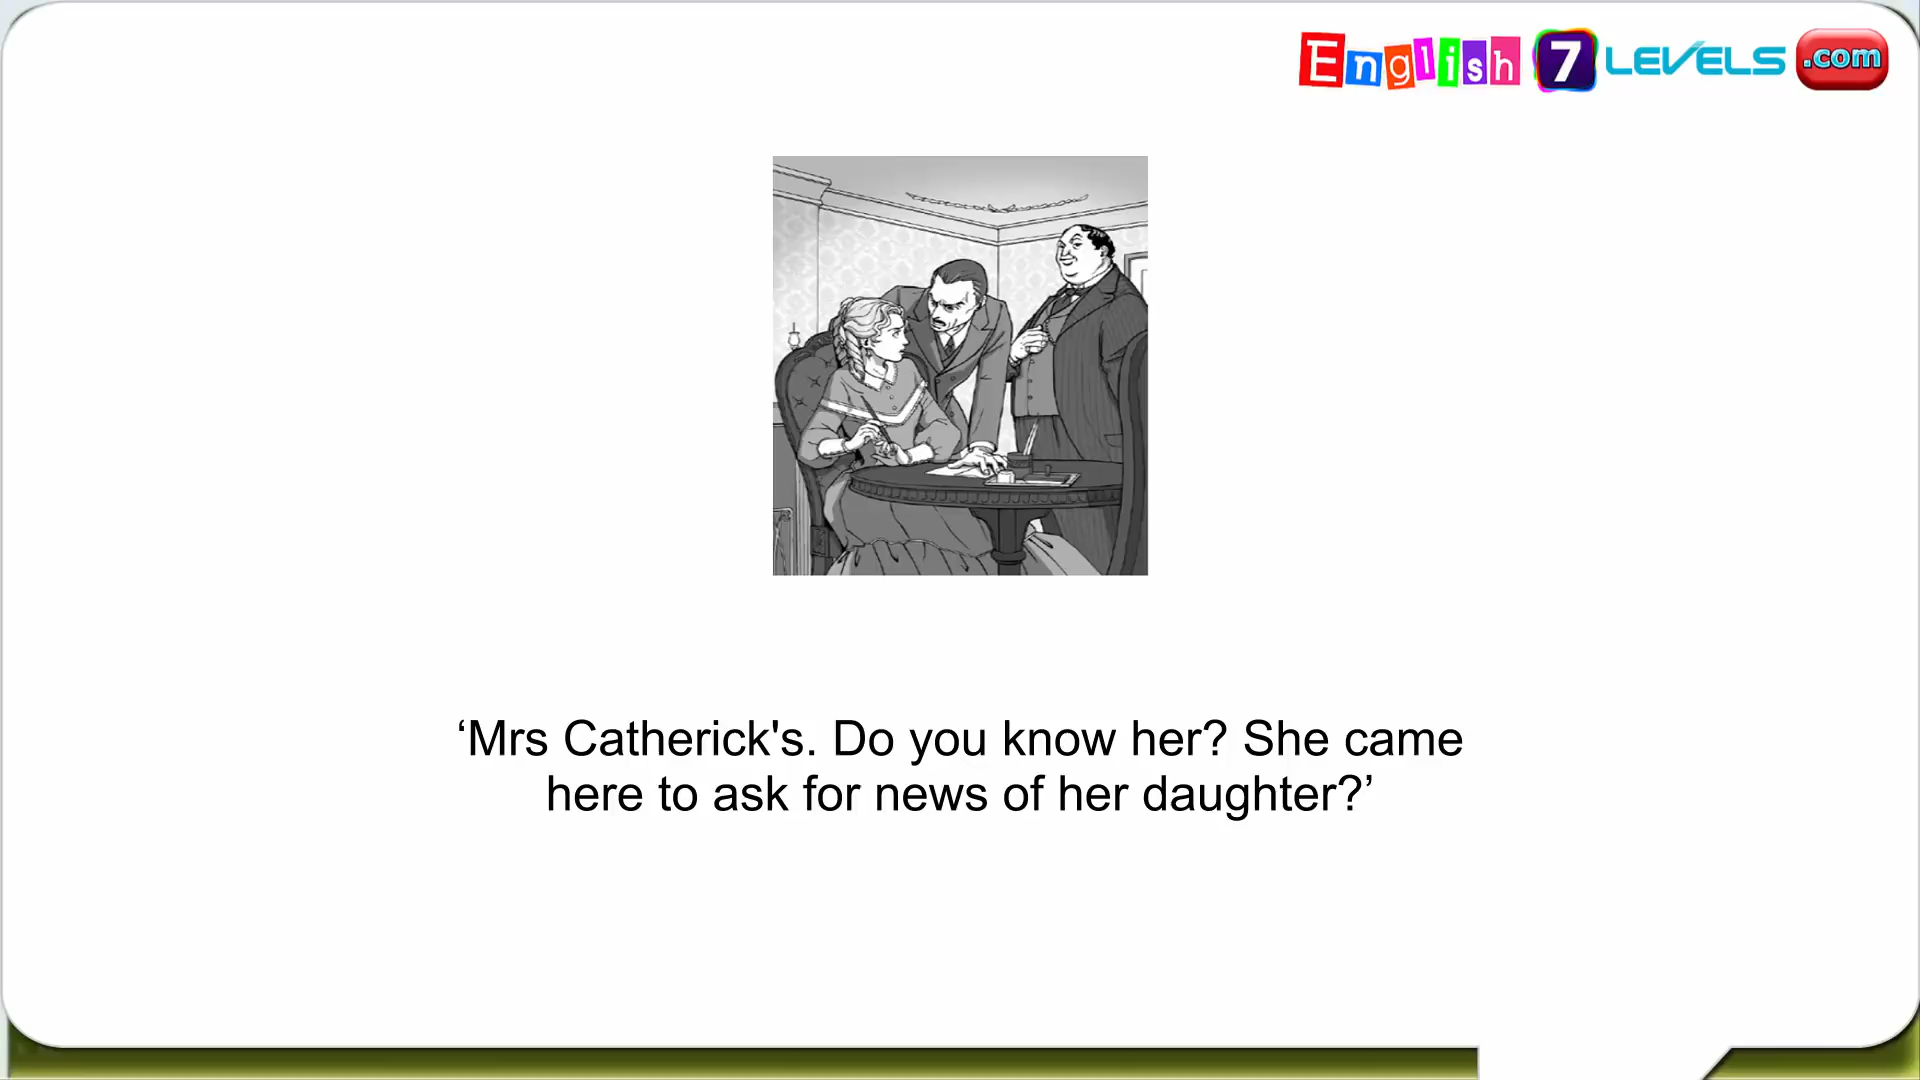 English 7 LEVELS .com
‘Mrs Catherick's. Do you know her? She came
here to ask for news of her daughter?’